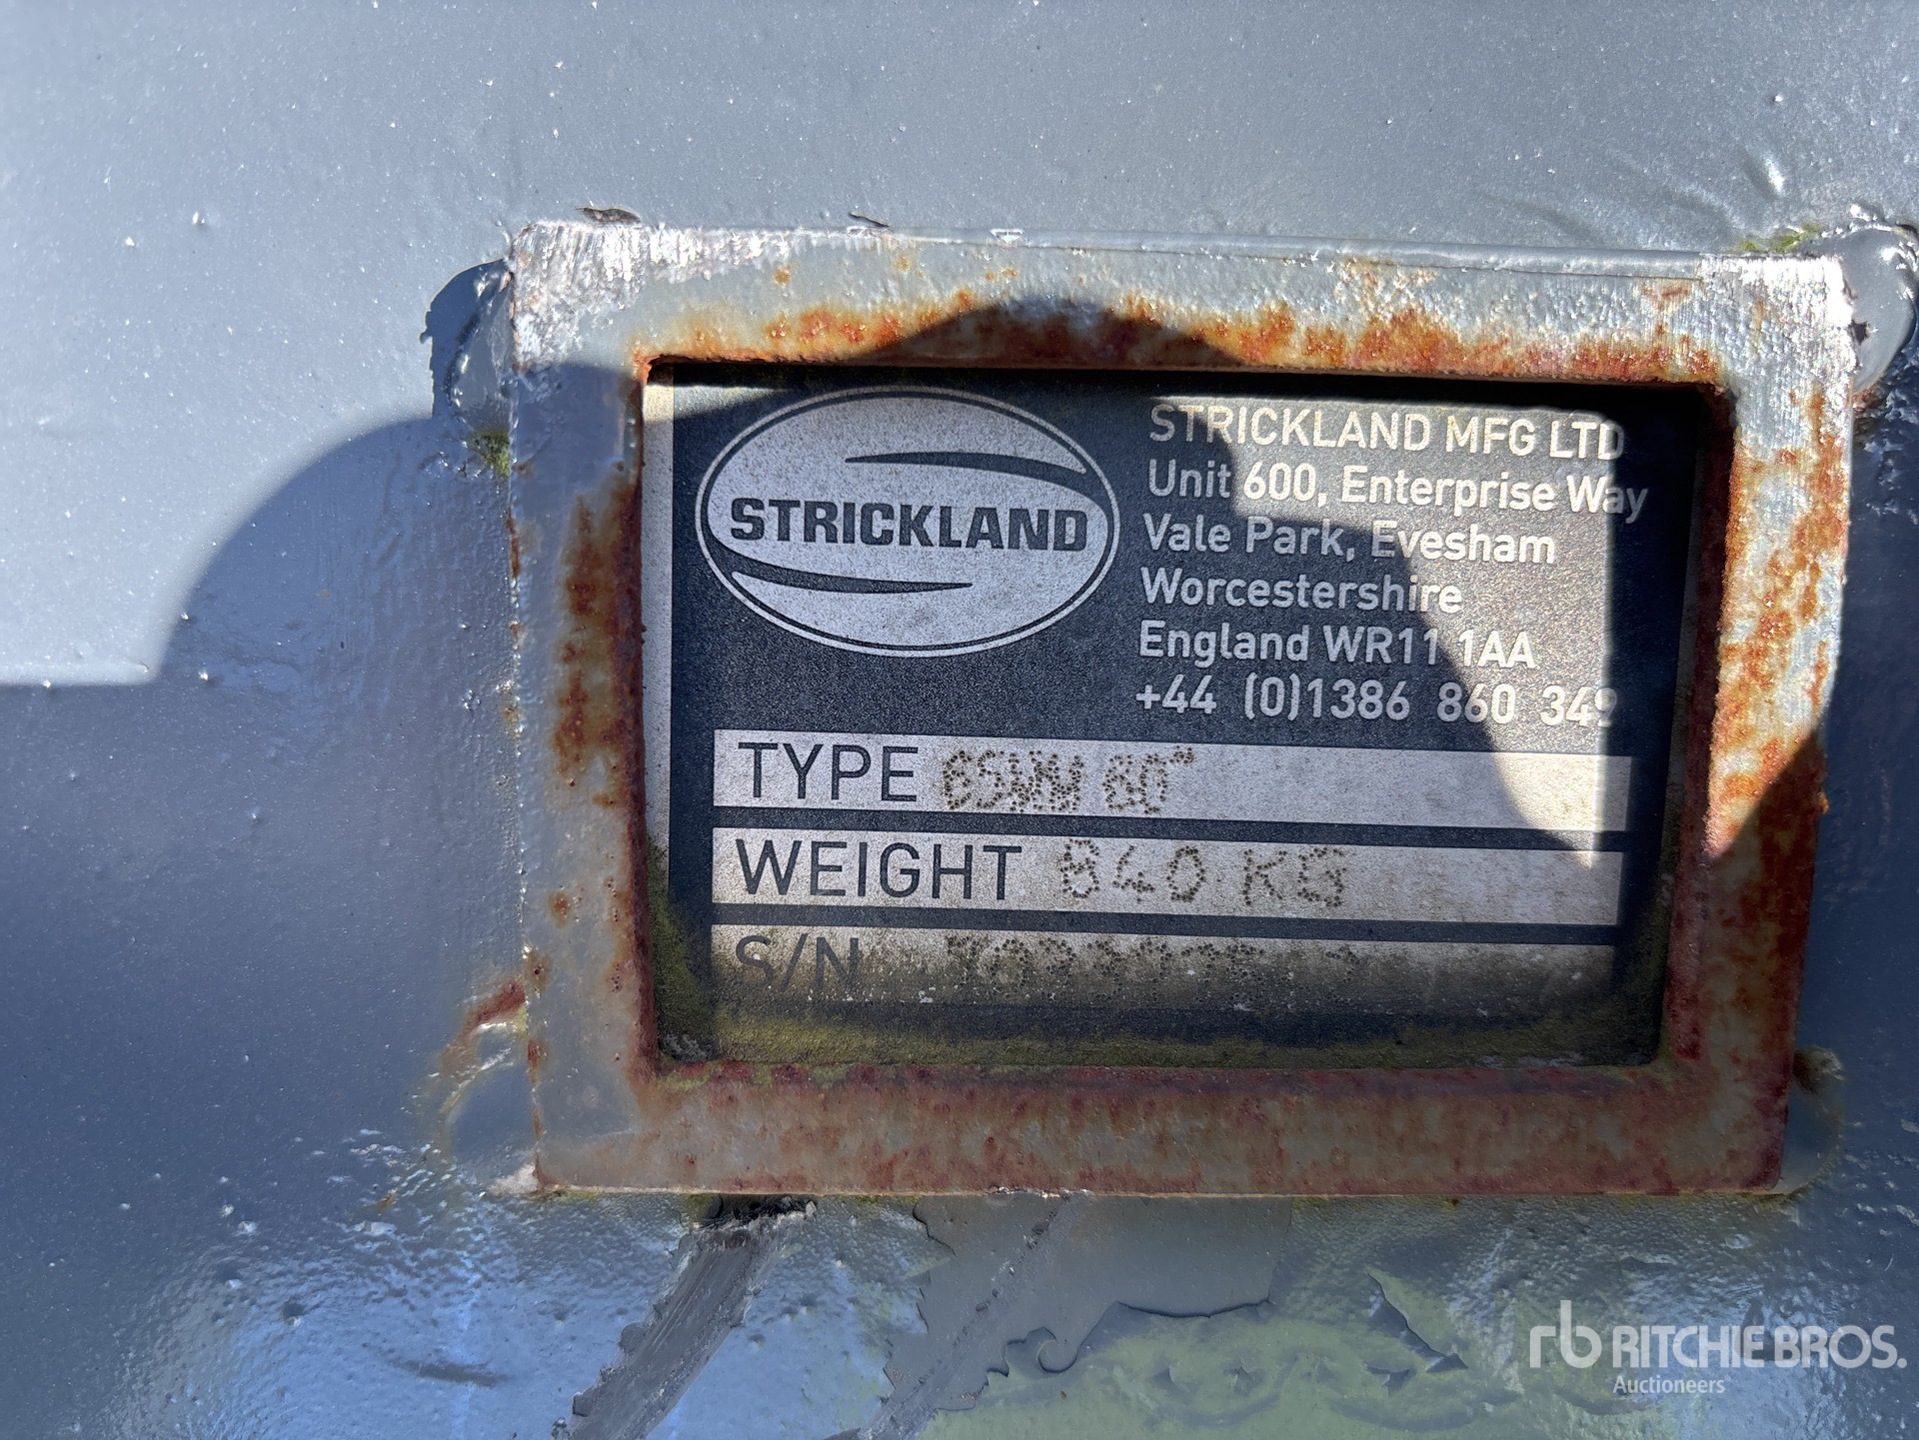 STRICKLAND
STRICKLAND MFG LTD
Unit 600, Enterprise Way
Vale Park, Evesham
Worcestershire
England WR11 1AA
+44 (0)1386 860 349
TYPE
WEIGHT 840 KG
S/N
rb RITCHIE BROS.
Auctioneers